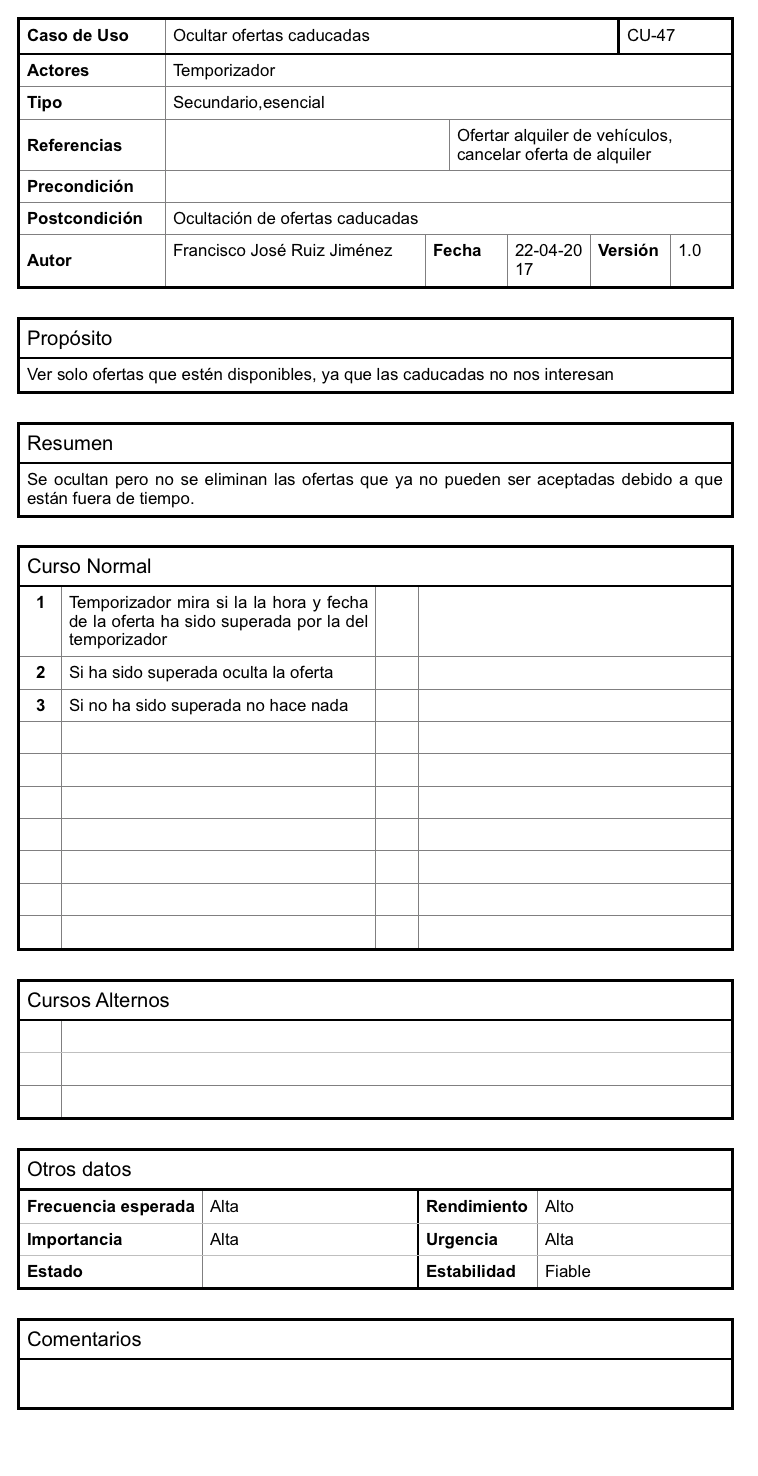 Caso de Uso Ocultar ofertas caducadas CU-47
Actores Temporizador
Tipo Secundario,esencial
Referencias Ofertar alquiler de vehículos,
cancelar oferta de alquiler
Precondición
Postcondición Ocultación de ofertas caducadas
Autor Francisco José Ruiz Jiménez Fecha 22-04-20 Versión 1.0
17
Propósito
Ver solo ofertas que estén disponibles, ya que las caducadas no nos interesan
Resumen
Se ocultan pero no se eliminan las ofertas que ya no pueden ser aceptadas debido a que
están fuera de tiempo.
Curso Normal
1 Temporizador mira si la la hora y fecha
de la oferta ha sido superada por la del
temporizador
2 Si ha sido superada oculta la oferta
3 Si no ha sido superada no hace nada
Cursos Alternos
Otros datos
Frecuencia esperada Alta Rendimiento Alto
Importancia Alta Urgencia Alta
Estado Estabilidad Fiable
Comentarios